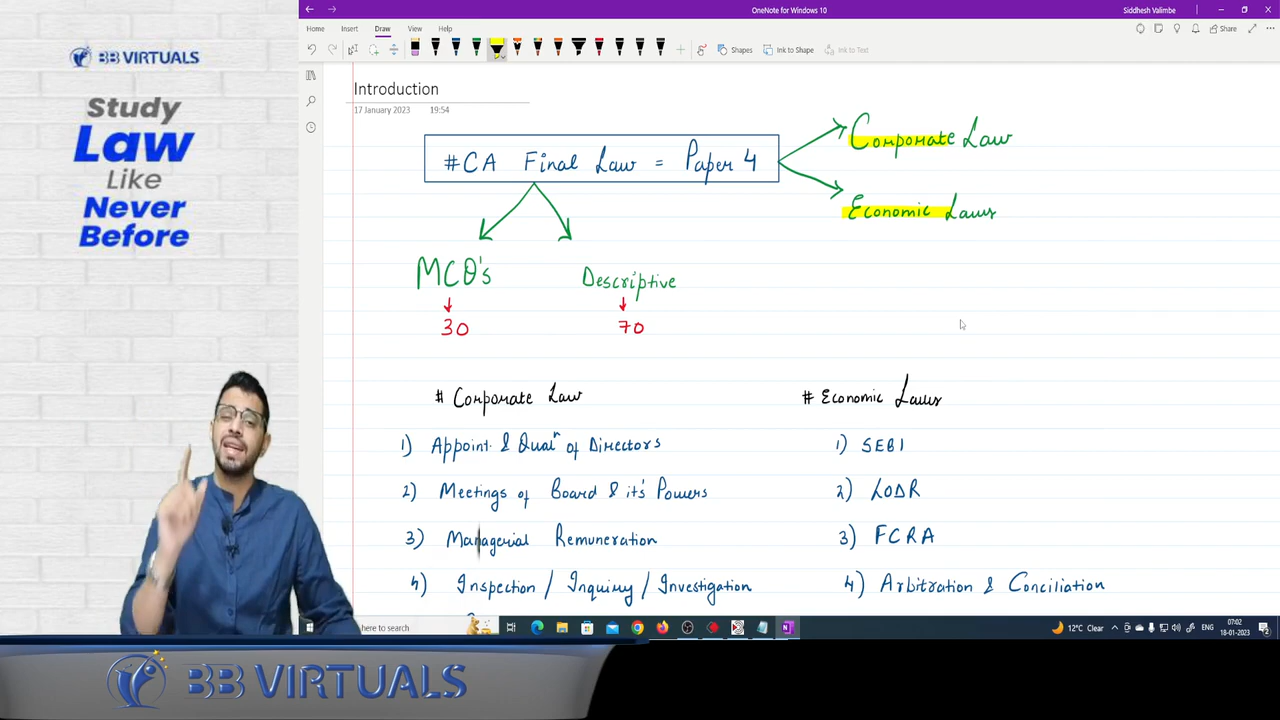 OneNote for Windows 10
Siddhesh Valimbe
Home Insert Draw View Help
Share
Shapes Ink to Shape Ink to Text
BB VIRTUALS
Study
Law
Like
Never
Before
Introduction
17 January 2023 19:54
#CA Final Law = Paper 4
Corporate Law
Economic Laws
MCQ's
Descriptive
30
70
# Corporate Law
1) Appoint. & Qualⁿ of Directors
2) Meetings of Board & it's Powers
3) Managerial Remuneration
4) Inspection / Inquiry / Investigation
# Economic Laws
1) SEBI
2) LODR
3) FCRA
4) Arbitration & Conciliation
here to search
12°C Clear
ENG
07:02
18-01-2023
2
BB VIRTUALS